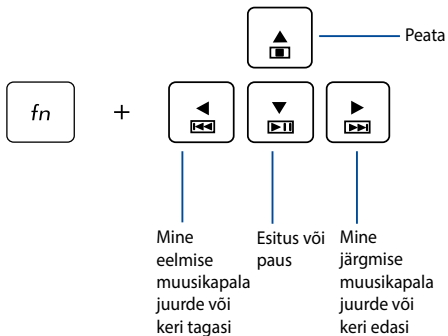 Peata
fn
+
Mine
eelmise
muusikapala
juurde või
keri tagasi
Esitus või
paus
Mine
järgmise
muusikapala
juurde või
keri edasi